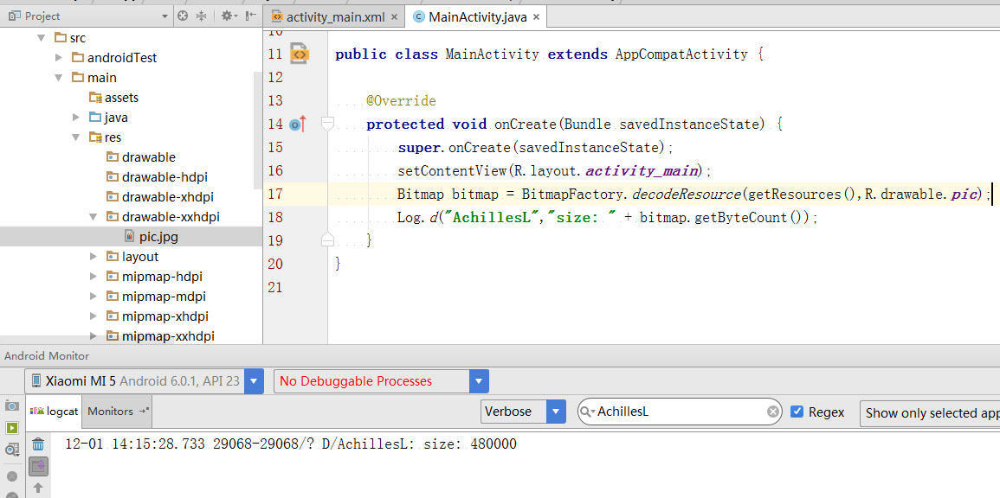 Project
activity_main.xml ×
MainActivity.java ×
src
androidTest
main
assets
java
res
drawable
drawable-hdpi
drawable-xhdpi
drawable-xxhdpi
pic.jpg
layout
mipmap-hdpi
mipmap-mdpi
mipmap-xhdpi
mipmap-xxhdpi
10
11 public class MainActivity extends AppCompatActivity {
12
13 @Override
14 protected void onCreate(Bundle savedInstanceState) {
15 super.onCreate(savedInstanceState);
16 setContentView(R.layout.activity_main);
17 Bitmap bitmap = BitmapFactory.decodeResource(getResources(),R.drawable.pic);
18 Log.d("AchillesL","size: " + bitmap.getByteCount());
19 }
20 }
21
Android Monitor
Xiaomi MI 5 Android 6.0.1, API 23
No Debuggable Processes
logcat
Monitors
Verbose
AchillesL
Regex
Show only selected app
12-01 14:15:28.733 29068-29068/? D/AchillesL: size: 480000